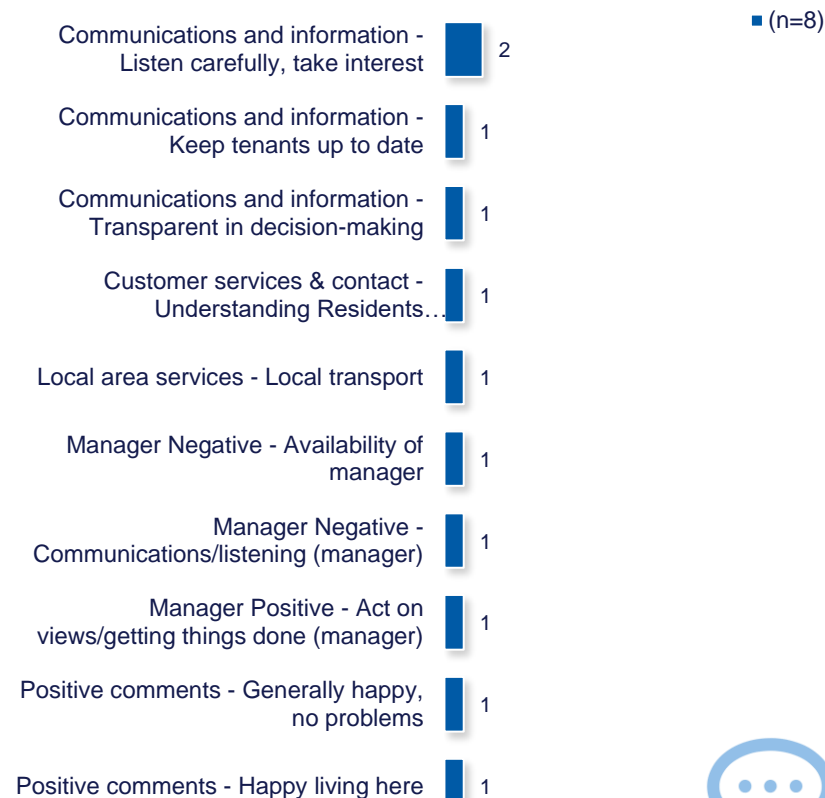 (n=8)
Communications and information -
Listen carefully, take interest
2
Communications and information -
Keep tenants up to date
1
Communications and information -
Transparent in decision-making
1
Customer services & contact -
Understanding Residents…
1
Local area services - Local transport
1
Manager Negative - Availability of
manager
1
Manager Negative -
Communications/listening (manager)
1
Manager Positive - Act on
views/getting things done (manager)
1
Positive comments - Generally happy,
no problems
1
Positive comments - Happy living here
1